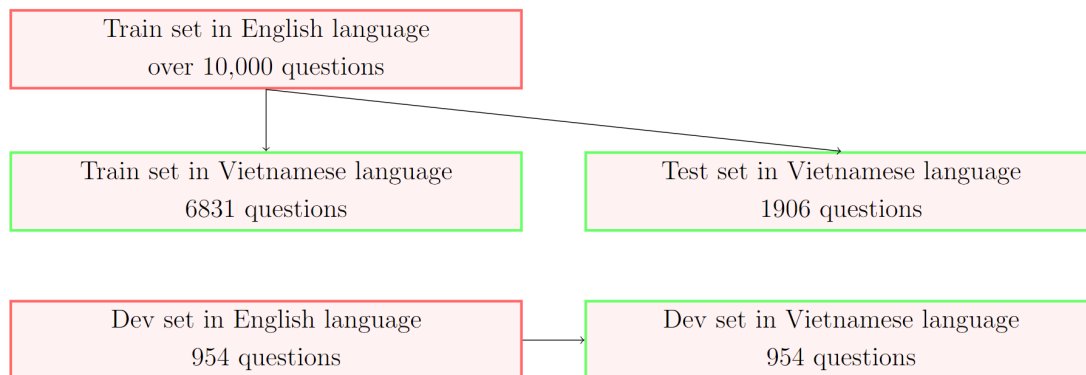 Train set in English language
over 10,000 questions
Train set in Vietnamese language
6831 questions
Test set in Vietnamese language
1906 questions
Dev set in English language
954 questions
Dev set in Vietnamese language
954 questions